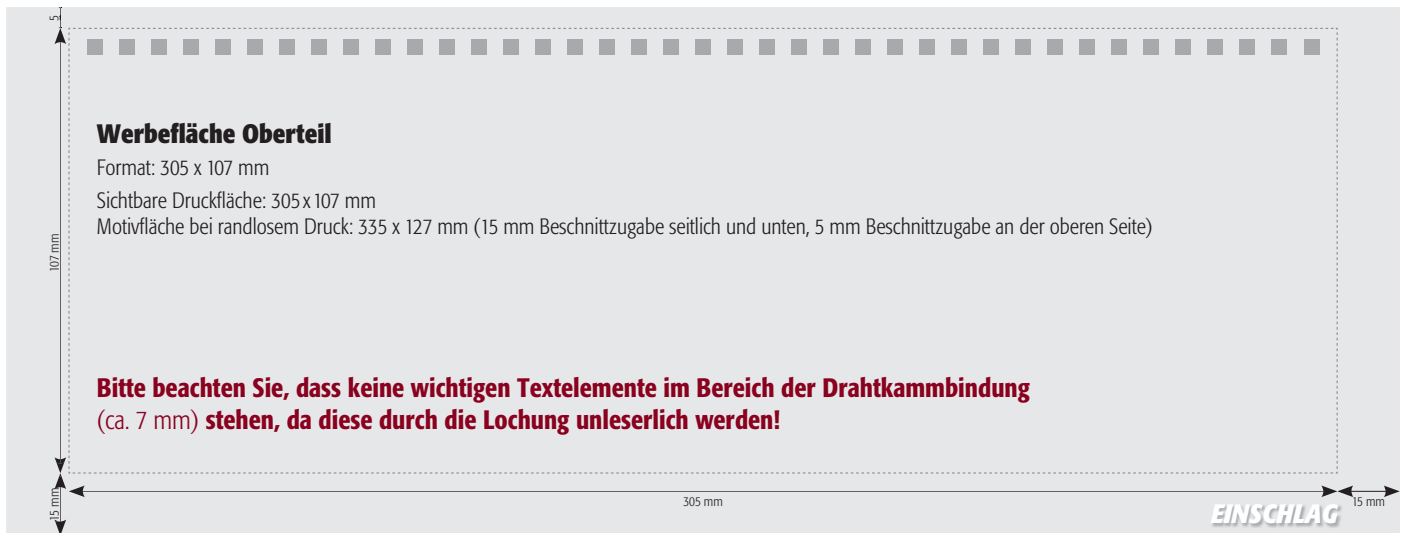 5
Werbefläche Oberteil
Format: 305 x 107 mm
Sichtbare Druckfläche: 305 x 107 mm
Motivfläche bei randlosem Druck: 335 x 127 mm (15 mm Beschnittzugabe seitlich und unten, 5 mm Beschnittzugabe an der oberen Seite)
107 mm
Bitte beachten Sie, dass keine wichtigen Textelemente im Bereich der Drahtkammbindung
(ca. 7 mm) stehen, da diese durch die Lochung unleserlich werden!
15 mm
305 mm
15 mm
EINSCHLAG